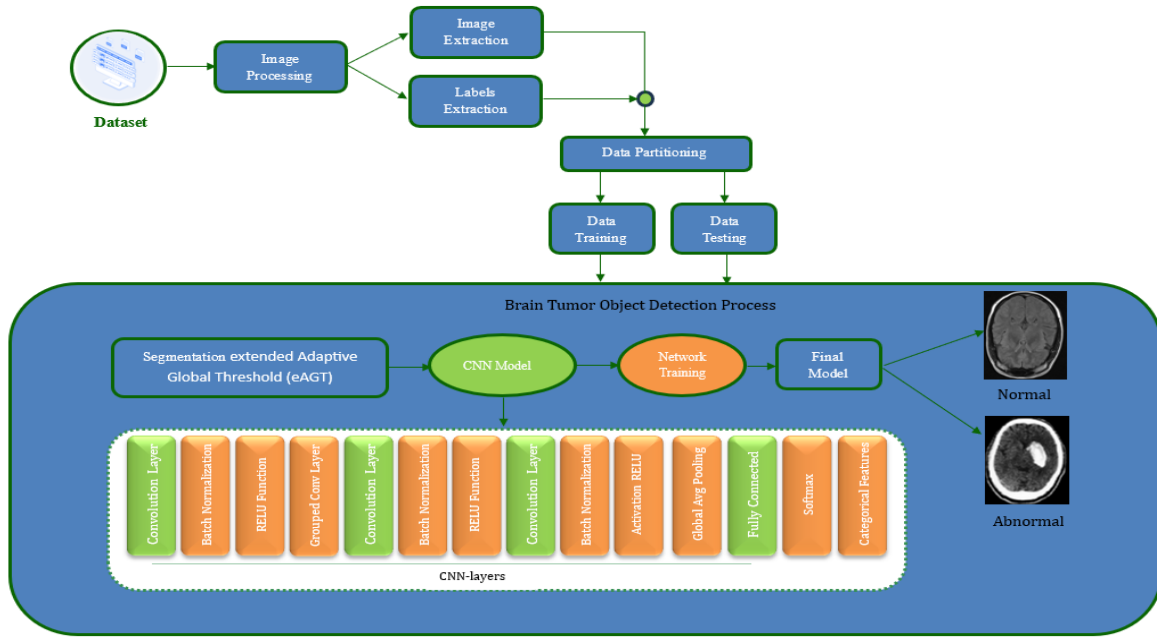 Image
Extraction
Image
Processing
Labels
Extraction
Dataset
Data Partitioning
Data
Training
Data
Testing
Brain Tumor Object Detection Process
Segmentation extended Adaptive
Global Threshold (eAGT)
CNN Model
Network
Training
Final
Model
Normal
Abnormal
Convolution Layer
Batch Normalization
RELU Function
Grouped Conv Layer
Convolution Layer
Batch Normalization
RELU Function
Convolution Layer
Batch Normalization
Activation RELU
Global Avg Pooling
Fully Connected
Softmax
Categorical Features
CNN-layers